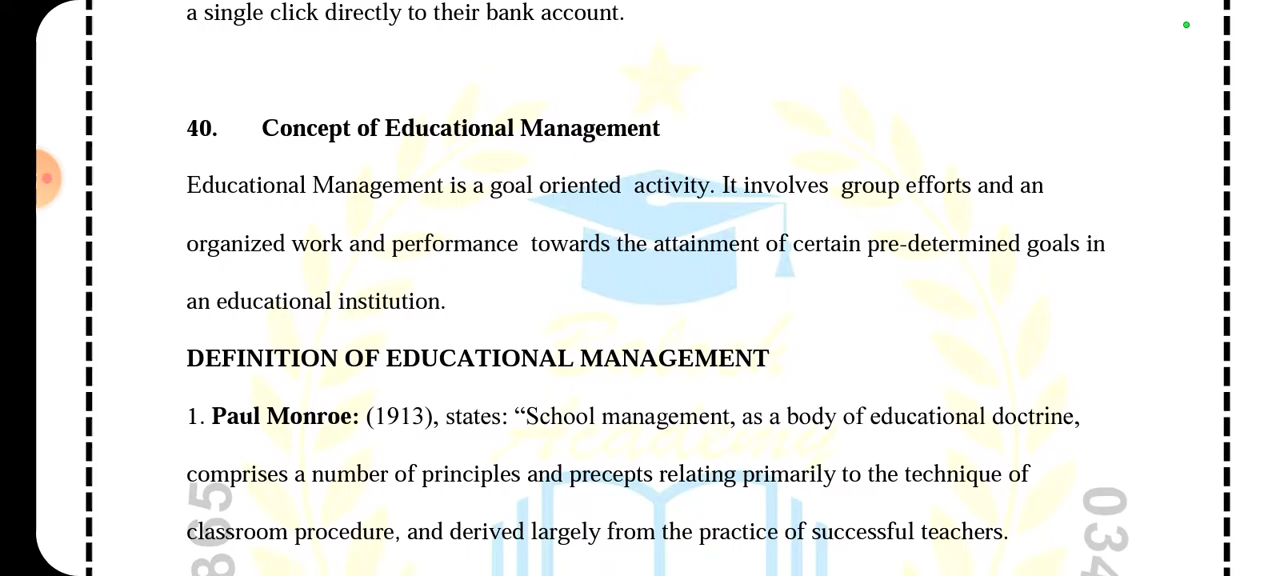 a single click directly to their bank account.
40. Concept of Educational Management
Educational Management is a goal oriented activity. It involves group efforts and an
organized work and performance towards the attainment of certain pre-determined goals in
an educational institution.
DEFINITION OF EDUCATIONAL MANAGEMENT
1. Paul Monroe: (1913), states: “School management, as a body of educational doctrine,
comprises a number of principles and precepts relating primarily to the technique of
classroom procedure, and derived largely from the practice of successful teachers.
Academy
034